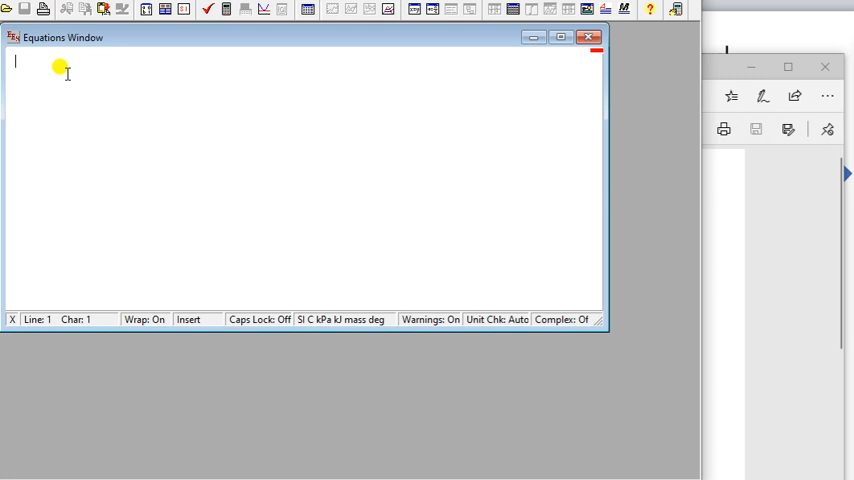 EES Equations Window
X Line: 1 Char: 1 Wrap: On Insert Caps Lock: Off SI C kPa kJ mass deg Warnings: On Unit Chk: Auto Complex: Of